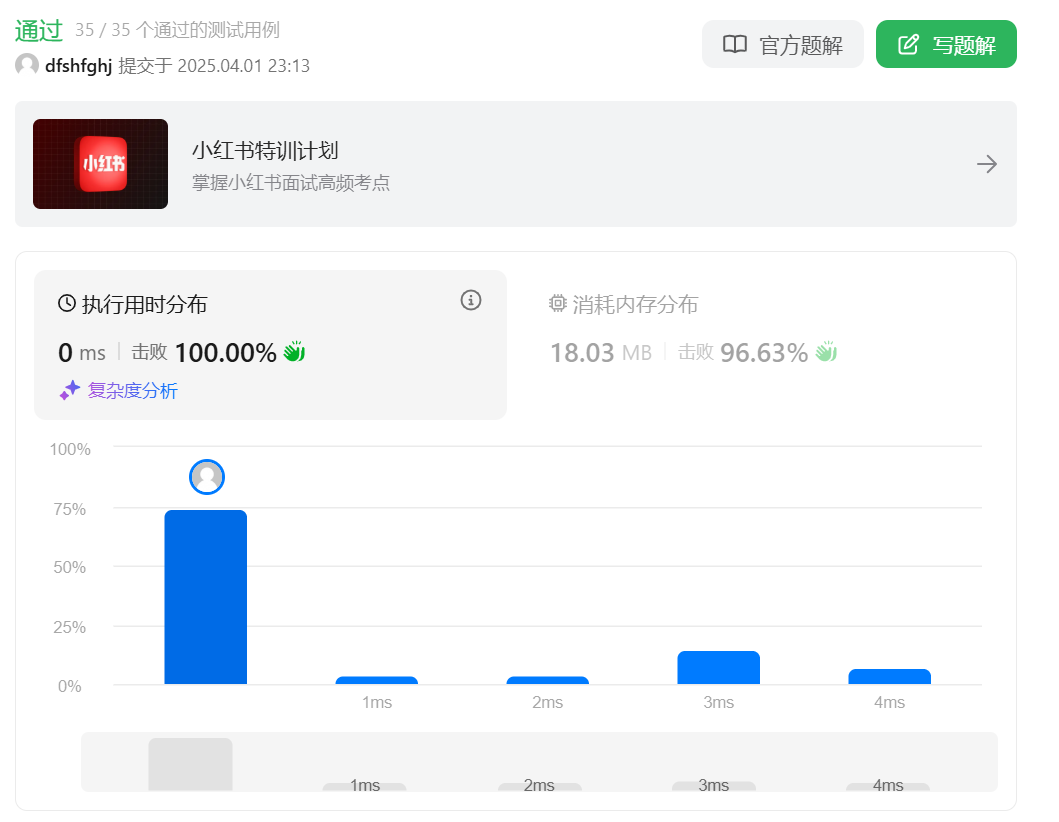 通过 35 / 35 个通过的测试用例
官方题解
写题解
dfshfghj 提交于 2025.04.01 23:13
小红书
小红书特训计划
掌握小红书面试高频考点
执行用时分布
0 ms 击败 100.00%
复杂度分析
消耗内存分布
18.03 MB 击败 96.63%
100%
75%
50%
25%
0%
1ms 2ms 3ms 4ms
1ms 2ms 3ms 4ms